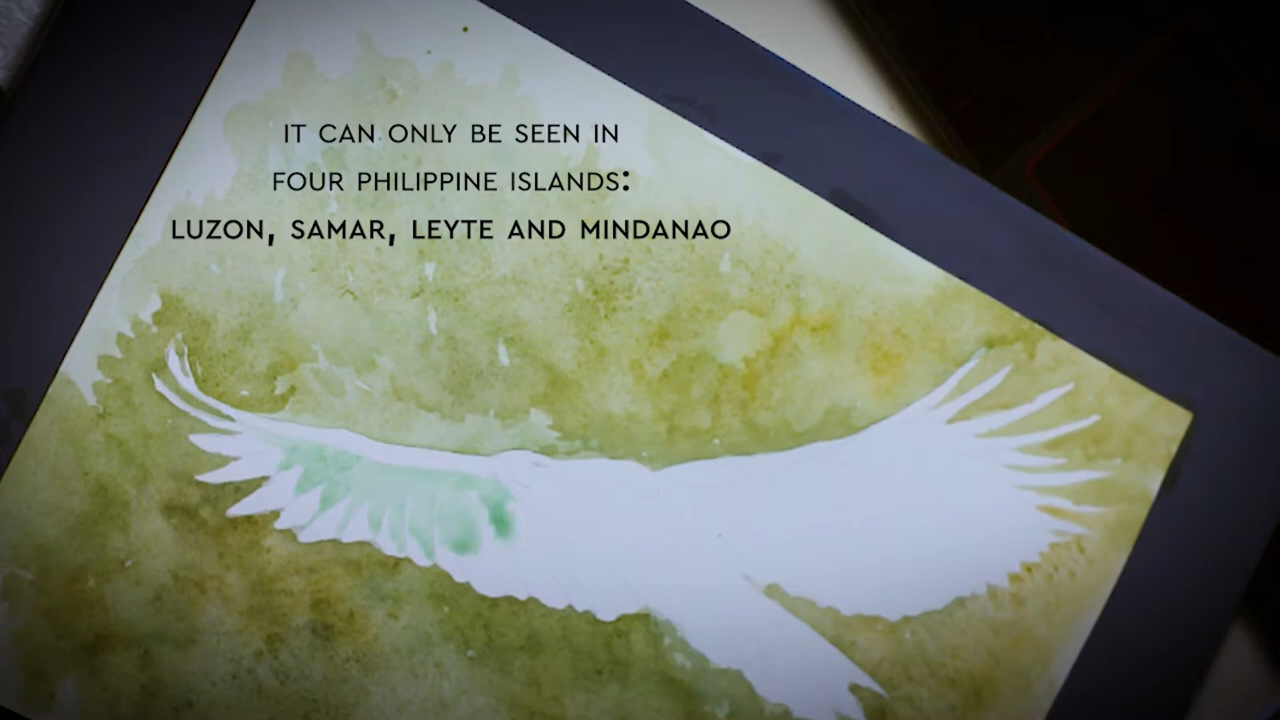 IT CAN ONLY BE SEEN IN
FOUR PHILIPPINE ISLANDS:
LUZON, SAMAR, LEYTE AND MINDANAO